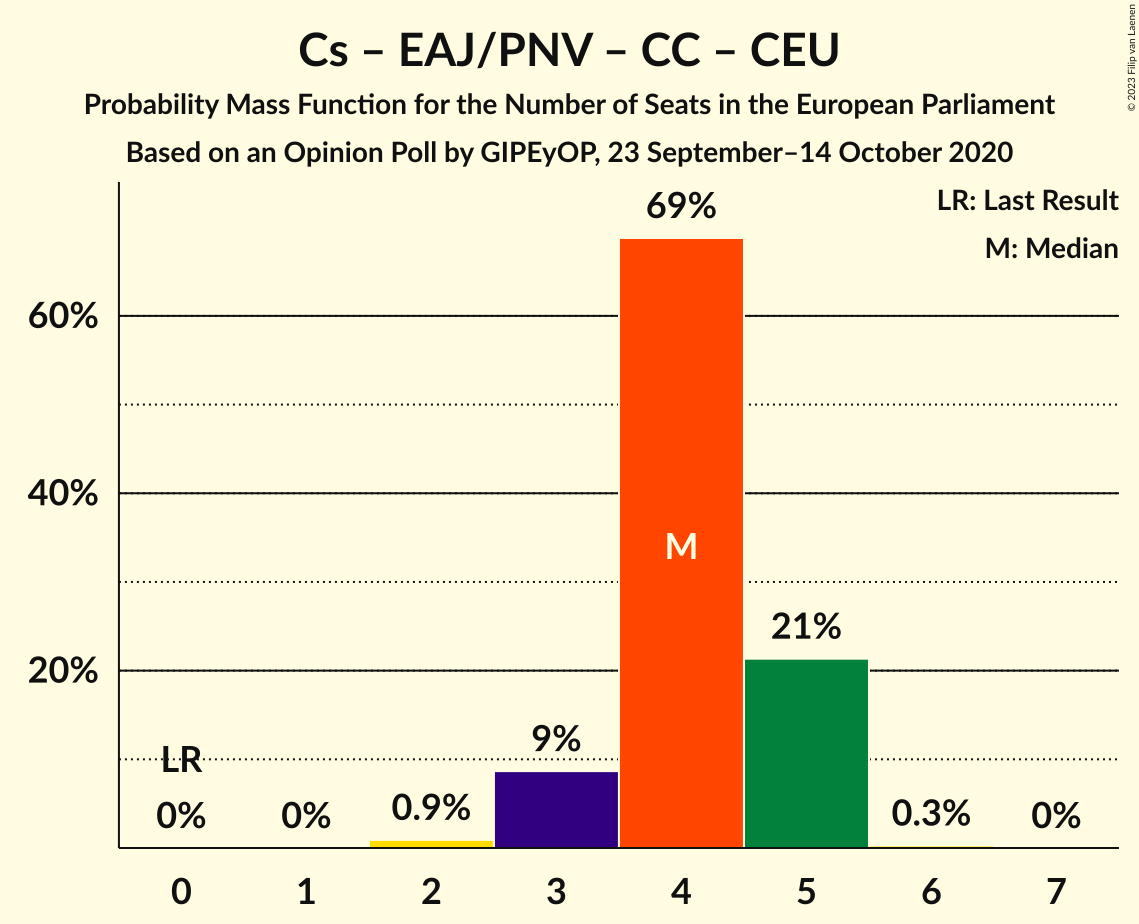 Cs – EAJ/PNV – CC – CEU
Probability Mass Function for the Number of Seats in the European Parliament
Based on an Opinion Poll by GIPEyOP, 23 September–14 October 2020
© 2023 Filip van Laenen
LR: Last Result
M: Median
69%
60%
40%
M
21%
20%
9%
LR
0%
0%
0.9%
0.3%
0%
0 1 2 3 4 5 6 7